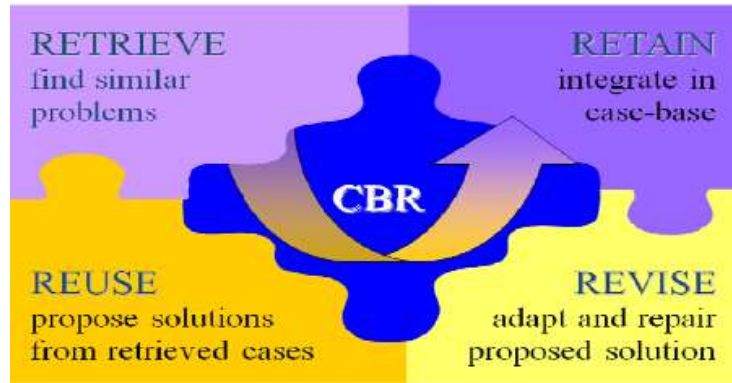 RETRIEVE
find similar
problems
RETAIN
integrate in
case-base
CBR
REUSE
propose solutions
from retrieved cases
REVISE
adapt and repair
proposed solution